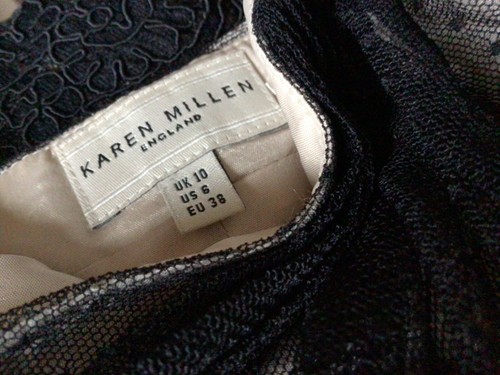 KAREN MILLEN
ENGLAND
UK 10
US 6
EU 38